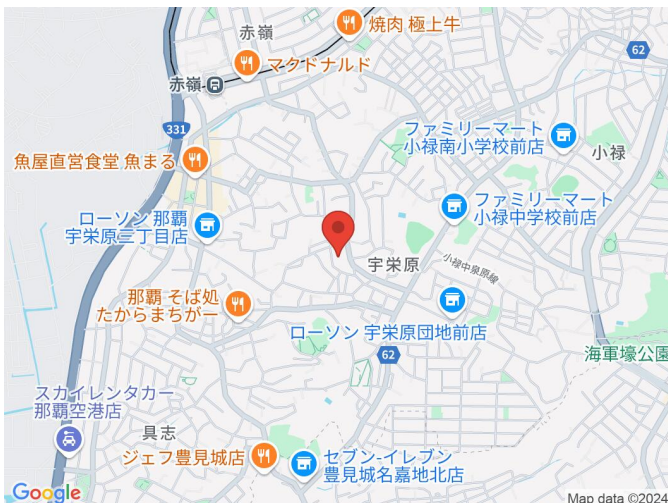 焼肉 極上牛
赤嶺
マクドナルド
62
赤嶺
331
ファミリーマート
小禄南小学校前店
小禄
魚屋直営食堂 魚まる
ファミリーマート
小禄中学校前店
ローソン 那覇
宇栄原三丁目店
宇栄原
小禄中泉原線
那覇 そば処
たからまちがー
ローソン 宇栄原団地前店
62
海軍壕公園
スカイレンタカー
那覇空港店
具志
ジェフ豊見城店
セブン-イレブン
豊見城名嘉地北店
Google
Map data ©2024